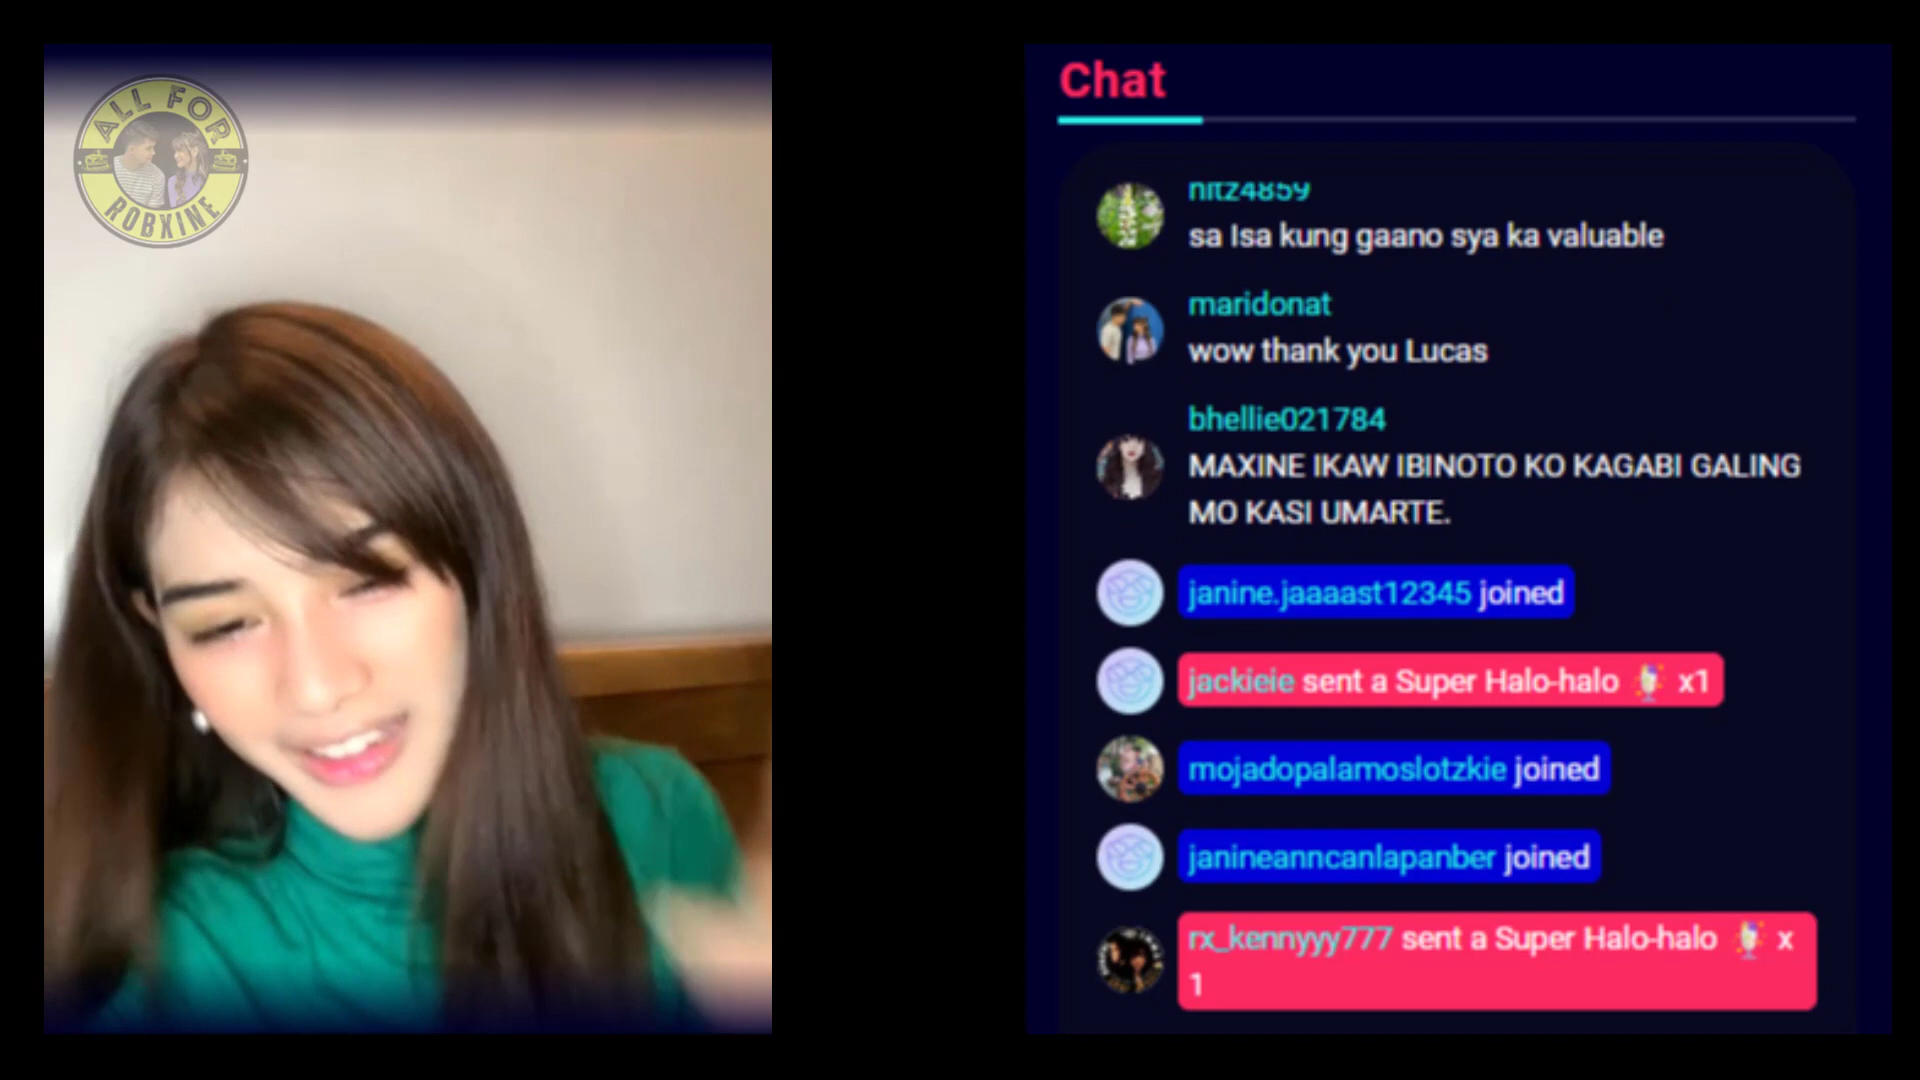 ALL FOR
ROBXINE
Chat
nitz4859
sa Isa kung gaano sya ka valuable
maridonat
wow thank you Lucas
bhellie021784
MAXINE IKAW IBINOTO KO KAGABI GALING
MO KASI UMARTE.
janine.jaaaast12345 joined
jackieie sent a Super Halo-halo x1
mojadopalamoslotzkie joined
janineanncanlapanber joined
rx_kennyyy777 sent a Super Halo-halo x
1